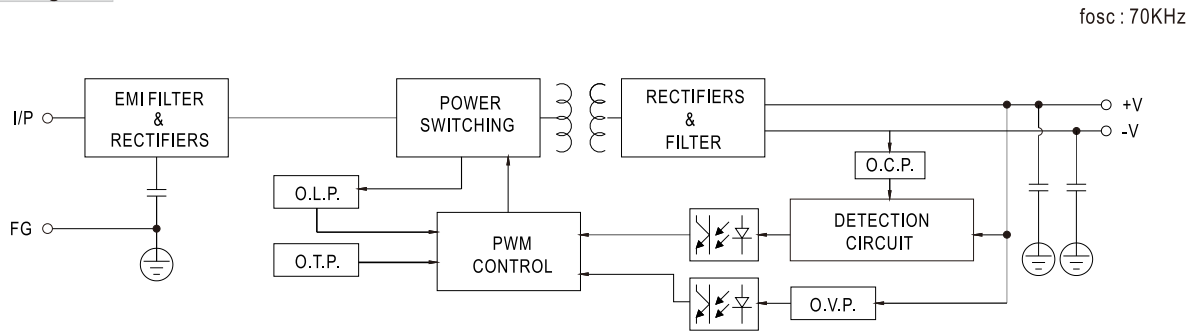 fosc : 70KHz
I/P
EMI FILTER
&
RECTIFIERS
POWER
SWITCHING
RECTIFIERS
&
FILTER
+V
-V
O.C.P.
O.L.P.
FG
PWM
CONTROL
DETECTION
CIRCUIT
O.T.P.
O.V.P.